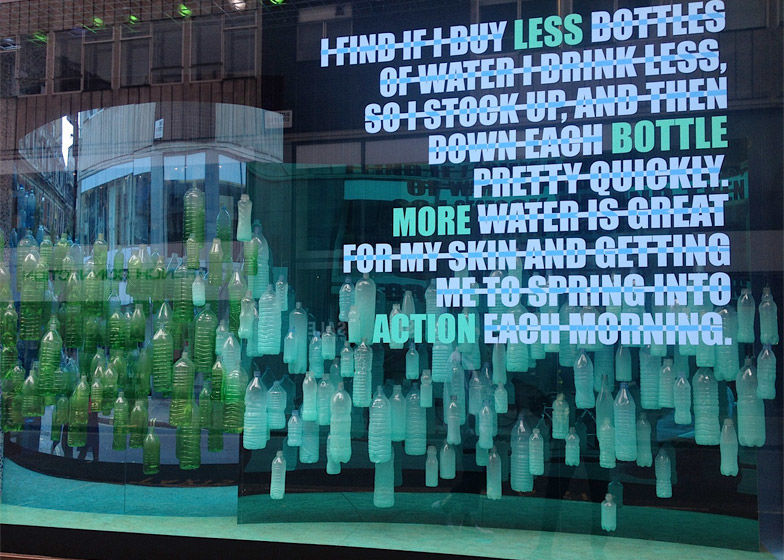 I FIND IF I BUY LESS BOTTLES
OF WATER I DRINK LESS,
SO I STOCK UP, AND THEN
DOWN EACH BOTTLE
PRETTY QUICKLY.
MORE WATER IS GREAT
FOR MY SKIN AND GETTING
ME TO SPRING INTO
ACTION EACH MORNING.